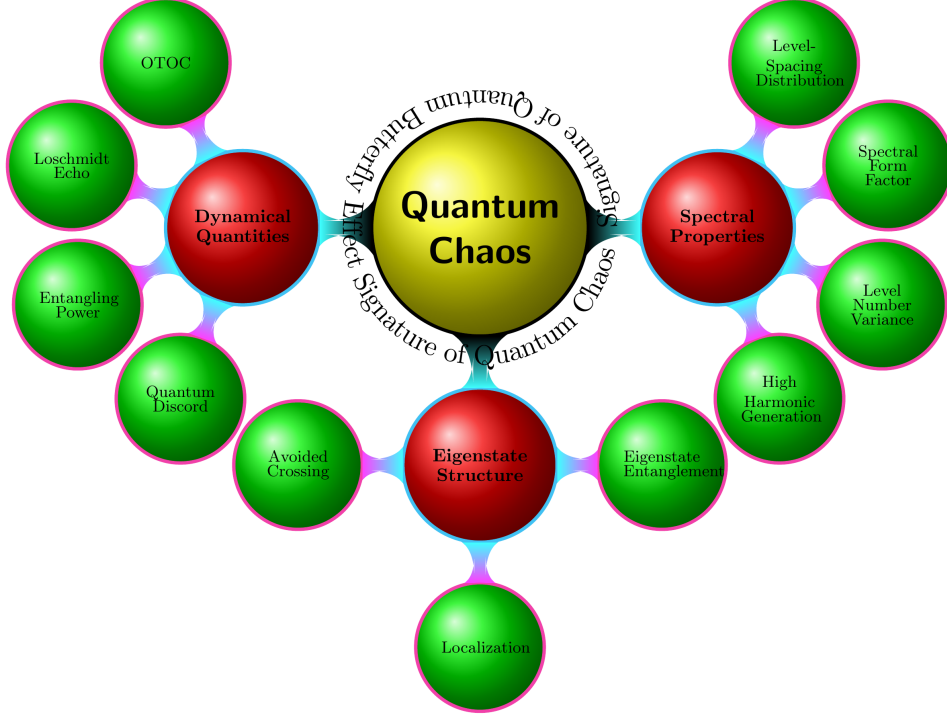 OTOC
Loschmidt
Echo
Entangling
Power
Quantum
Discord
Dynamical
Quantities
Signature of Quantum Butterfly Effect Signature of Quantum Chaos
Quantum
Chaos
Spectral
Properties
Level-
Spacing
Distribution
Spectral
Form
Factor
Level
Number
Variance
High
Harmonic
Generation
Avoided
Crossing
Eigenstate
Structure
Eigenstate
Entanglement
Localization